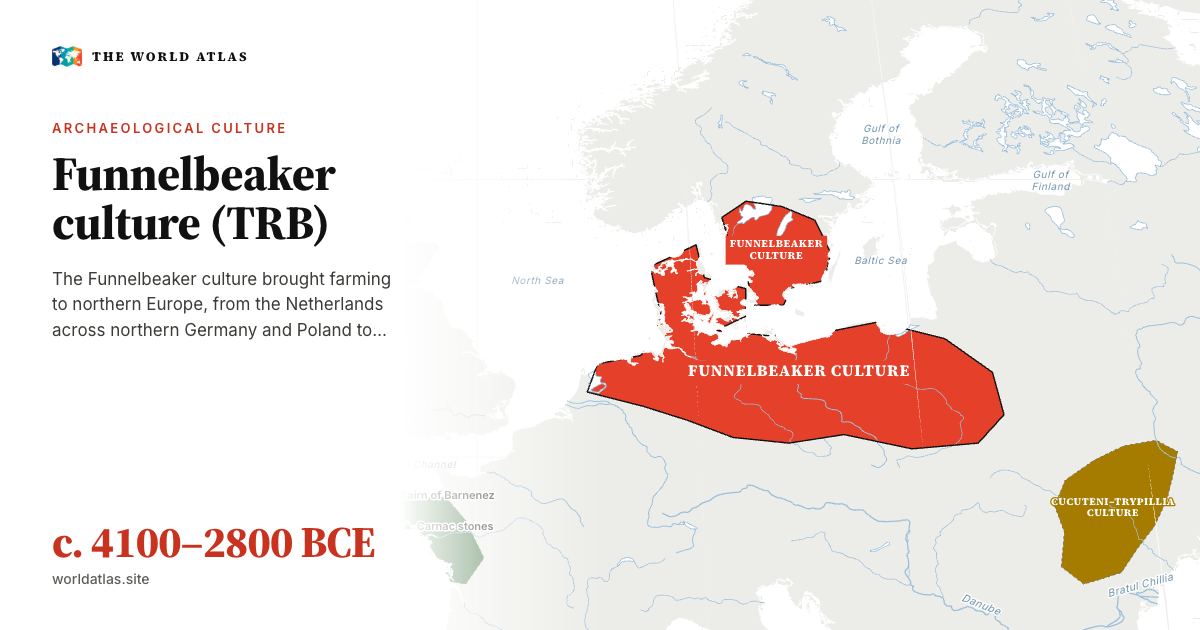 THE WORLD ATLAS
ARCHAEOLOGICAL CULTURE
Funnelbeaker
culture (TRB)
The Funnelbeaker culture brought farming
to northern Europe, from the Netherlands
across northern Germany and Poland to...
c. 4100–2800 BCE
worldatlas.site
Gulf of
Bothnia
Gulf of
Finland
North Sea
Baltic Sea
FUNNELBEAKER
CULTURE
FUNNELBEAKER CULTURE
Channel
airn of Barnenez
Carnac stones
CUCUTENI–TRYPILLIA
CULTURE
Danube
Bratul Chillia